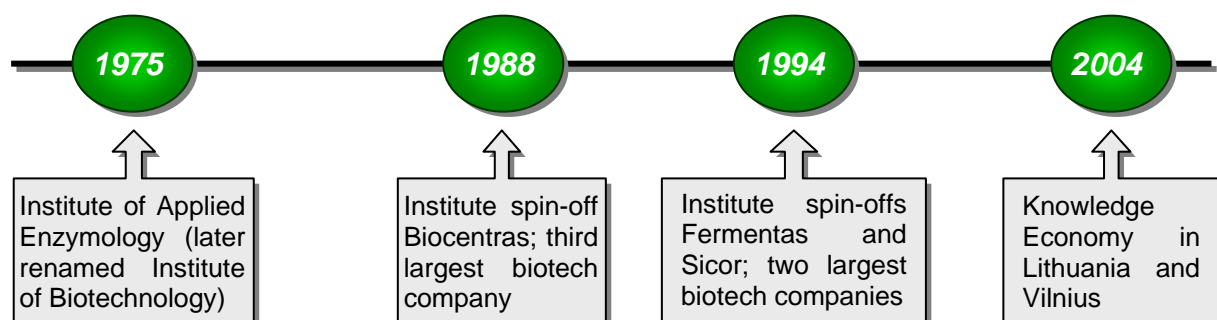 1975
1988
1994
2004
Institute of Applied
Enzymology (later
renamed Institute
of Biotechnology)
Institute spin-off
Biocentras; third
largest biotech
company
Institute spin-offs
Fermentas and
Sicor; two largest
biotech companies
Knowledge
Economy in
Lithuania and
Vilnius